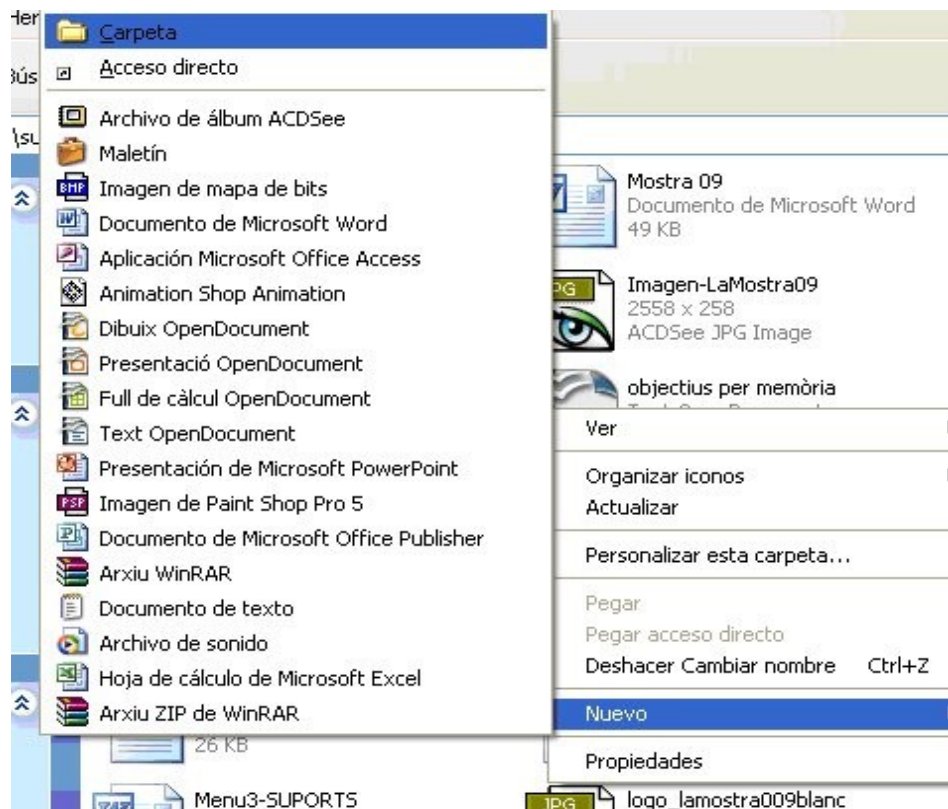 Her
Carpeta
Acceso directo
Bús
\su
Archivo de álbum ACDSee
Maletín
BMP
Imagen de mapa de bits
Documento de Microsoft Word
Aplicación Microsoft Office Access
Animation Shop Animation
Dibuix OpenDocument
Presentació OpenDocument
Full de càlcul OpenDocument
Text OpenDocument
Presentación de Microsoft PowerPoint
PSP
Imagen de Paint Shop Pro 5
Documento de Microsoft Office Publisher
Arxiu WinRAR
Documento de texto
Archivo de sonido
Hoja de cálculo de Microsoft Excel
Arxiu ZIP de WinRAR
Mostra 09
Documento de Microsoft Word
49 KB
Imagen-LaMostra09
2558 x 258
ACDSee JPG Image
objectius per memòria
Ver
Organizar iconos
Actualizar
Personalizar esta carpeta...
Pegar
Pegar acceso directo
Deshacer Cambiar nombre Ctrl+Z
Nuevo
Propiedades
26 KB
Menu3-SUPORTS
JPG
logo_lamostra009blanc